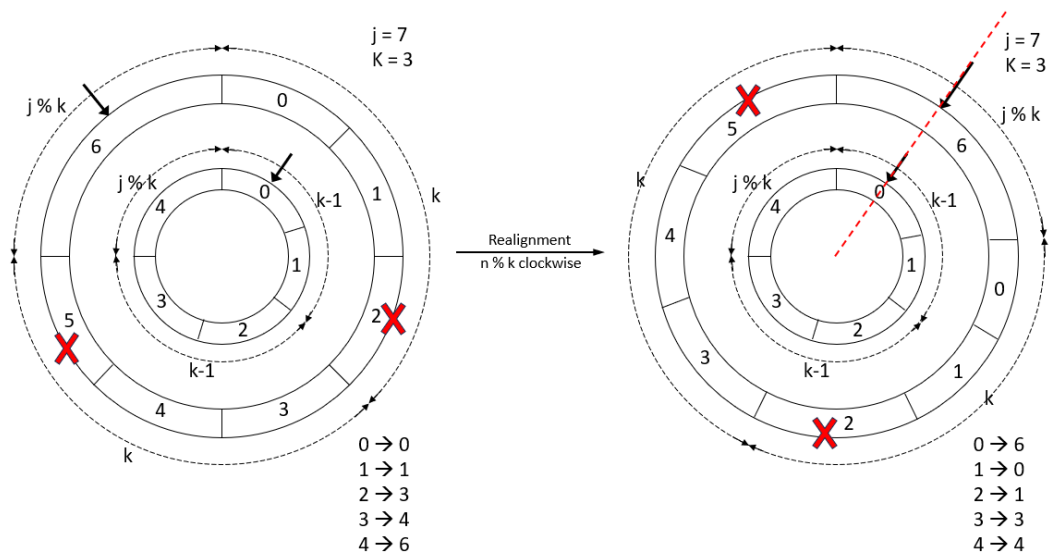 j = 7
K = 3
j % k
0
6
j % k
0
k-1
4
1
k
1
3
2
2
5
k-1
4
3
k
0 → 0
1 → 1
2 → 3
3 → 4
4 → 6
Realignment
n % k clockwise
j = 7
K = 3
j % k
5
6
k
j % k
0
k-1
4
4
1
0
3
2
3
k-1
1
k
2
0 → 6
1 → 0
2 → 1
3 → 3
4 → 4